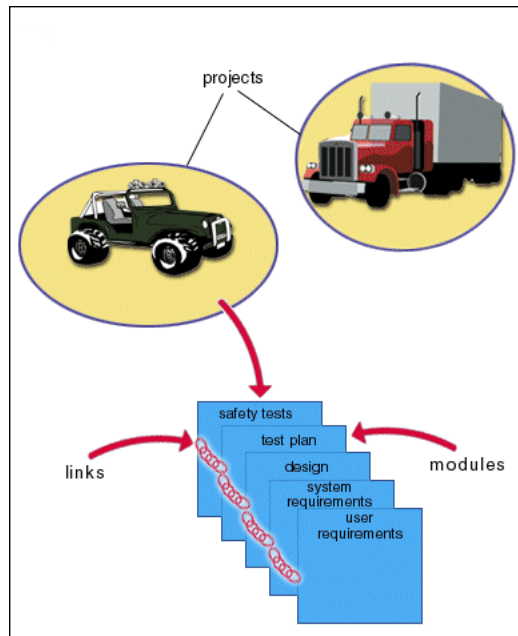 projects
safety tests
test plan
design
system
requirements
user
requirements
links
modules